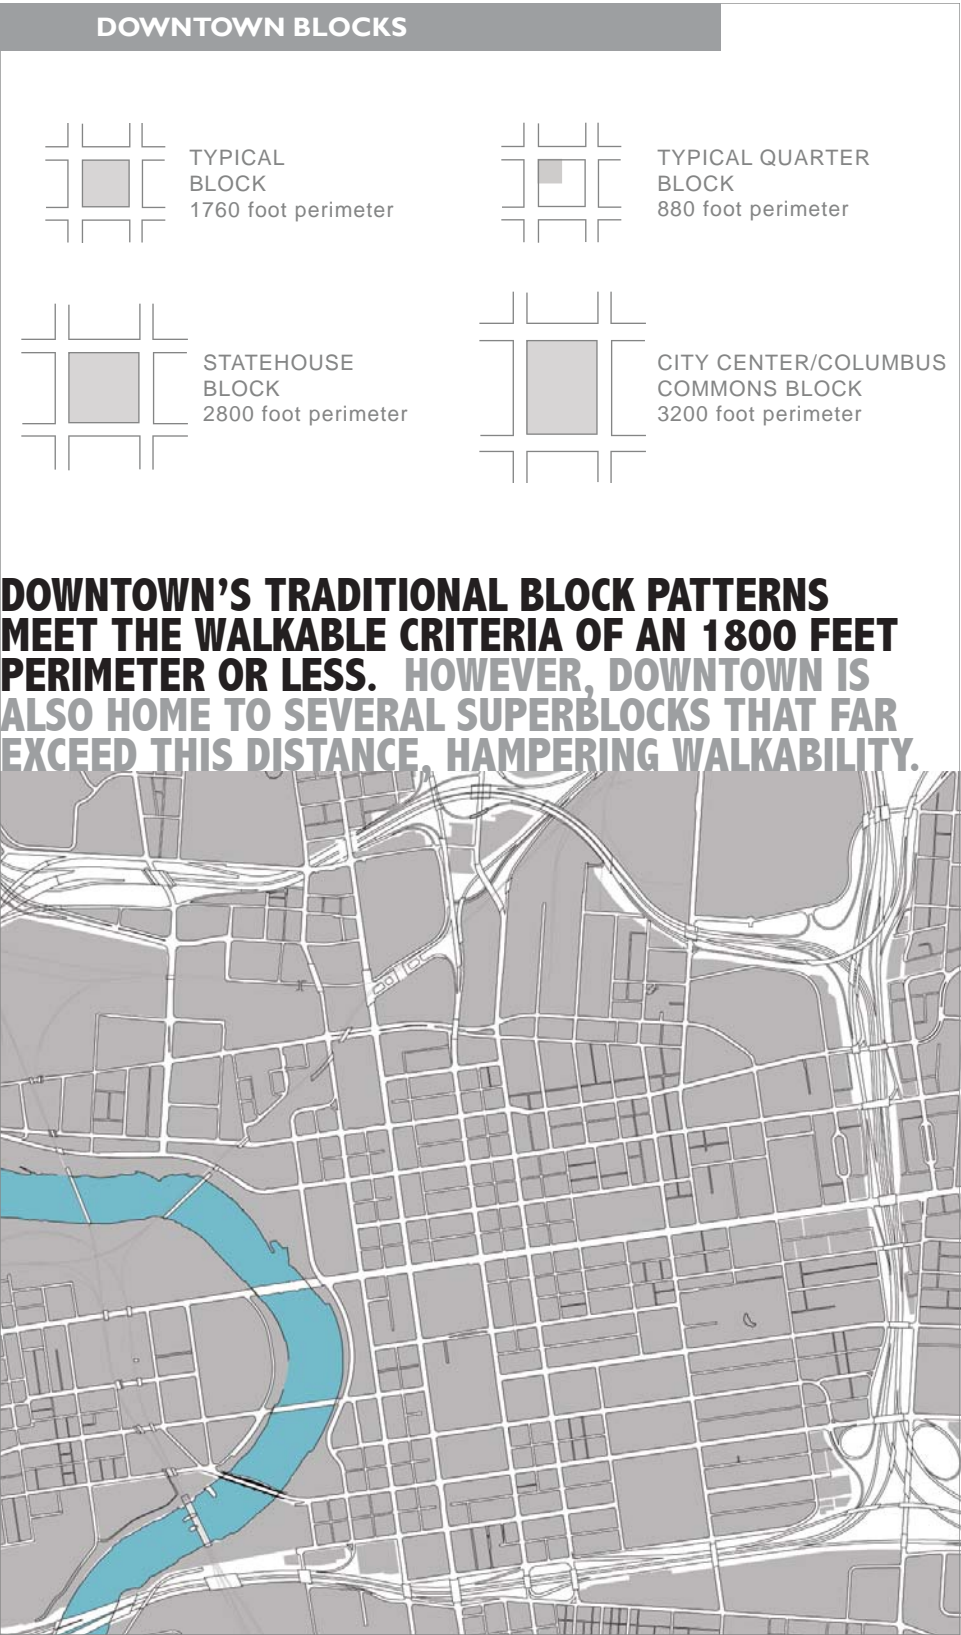 DOWNTOWN BLOCKS
TYPICAL
BLOCK
1760 foot perimeter
TYPICAL QUARTER
BLOCK
880 foot perimeter
STATEHOUSE
BLOCK
2800 foot perimeter
CITY CENTER/COLUMBUS
COMMONS BLOCK
3200 foot perimeter
DOWNTOWN’S TRADITIONAL BLOCK PATTERNS
MEET THE WALKABLE CRITERIA OF AN 1800 FEET
PERIMETER OR LESS. HOWEVER, DOWNTOWN IS
ALSO HOME TO SEVERAL SUPERBLOCKS THAT FAR
EXCEED THIS DISTANCE, HAMPERING WALKABILITY.